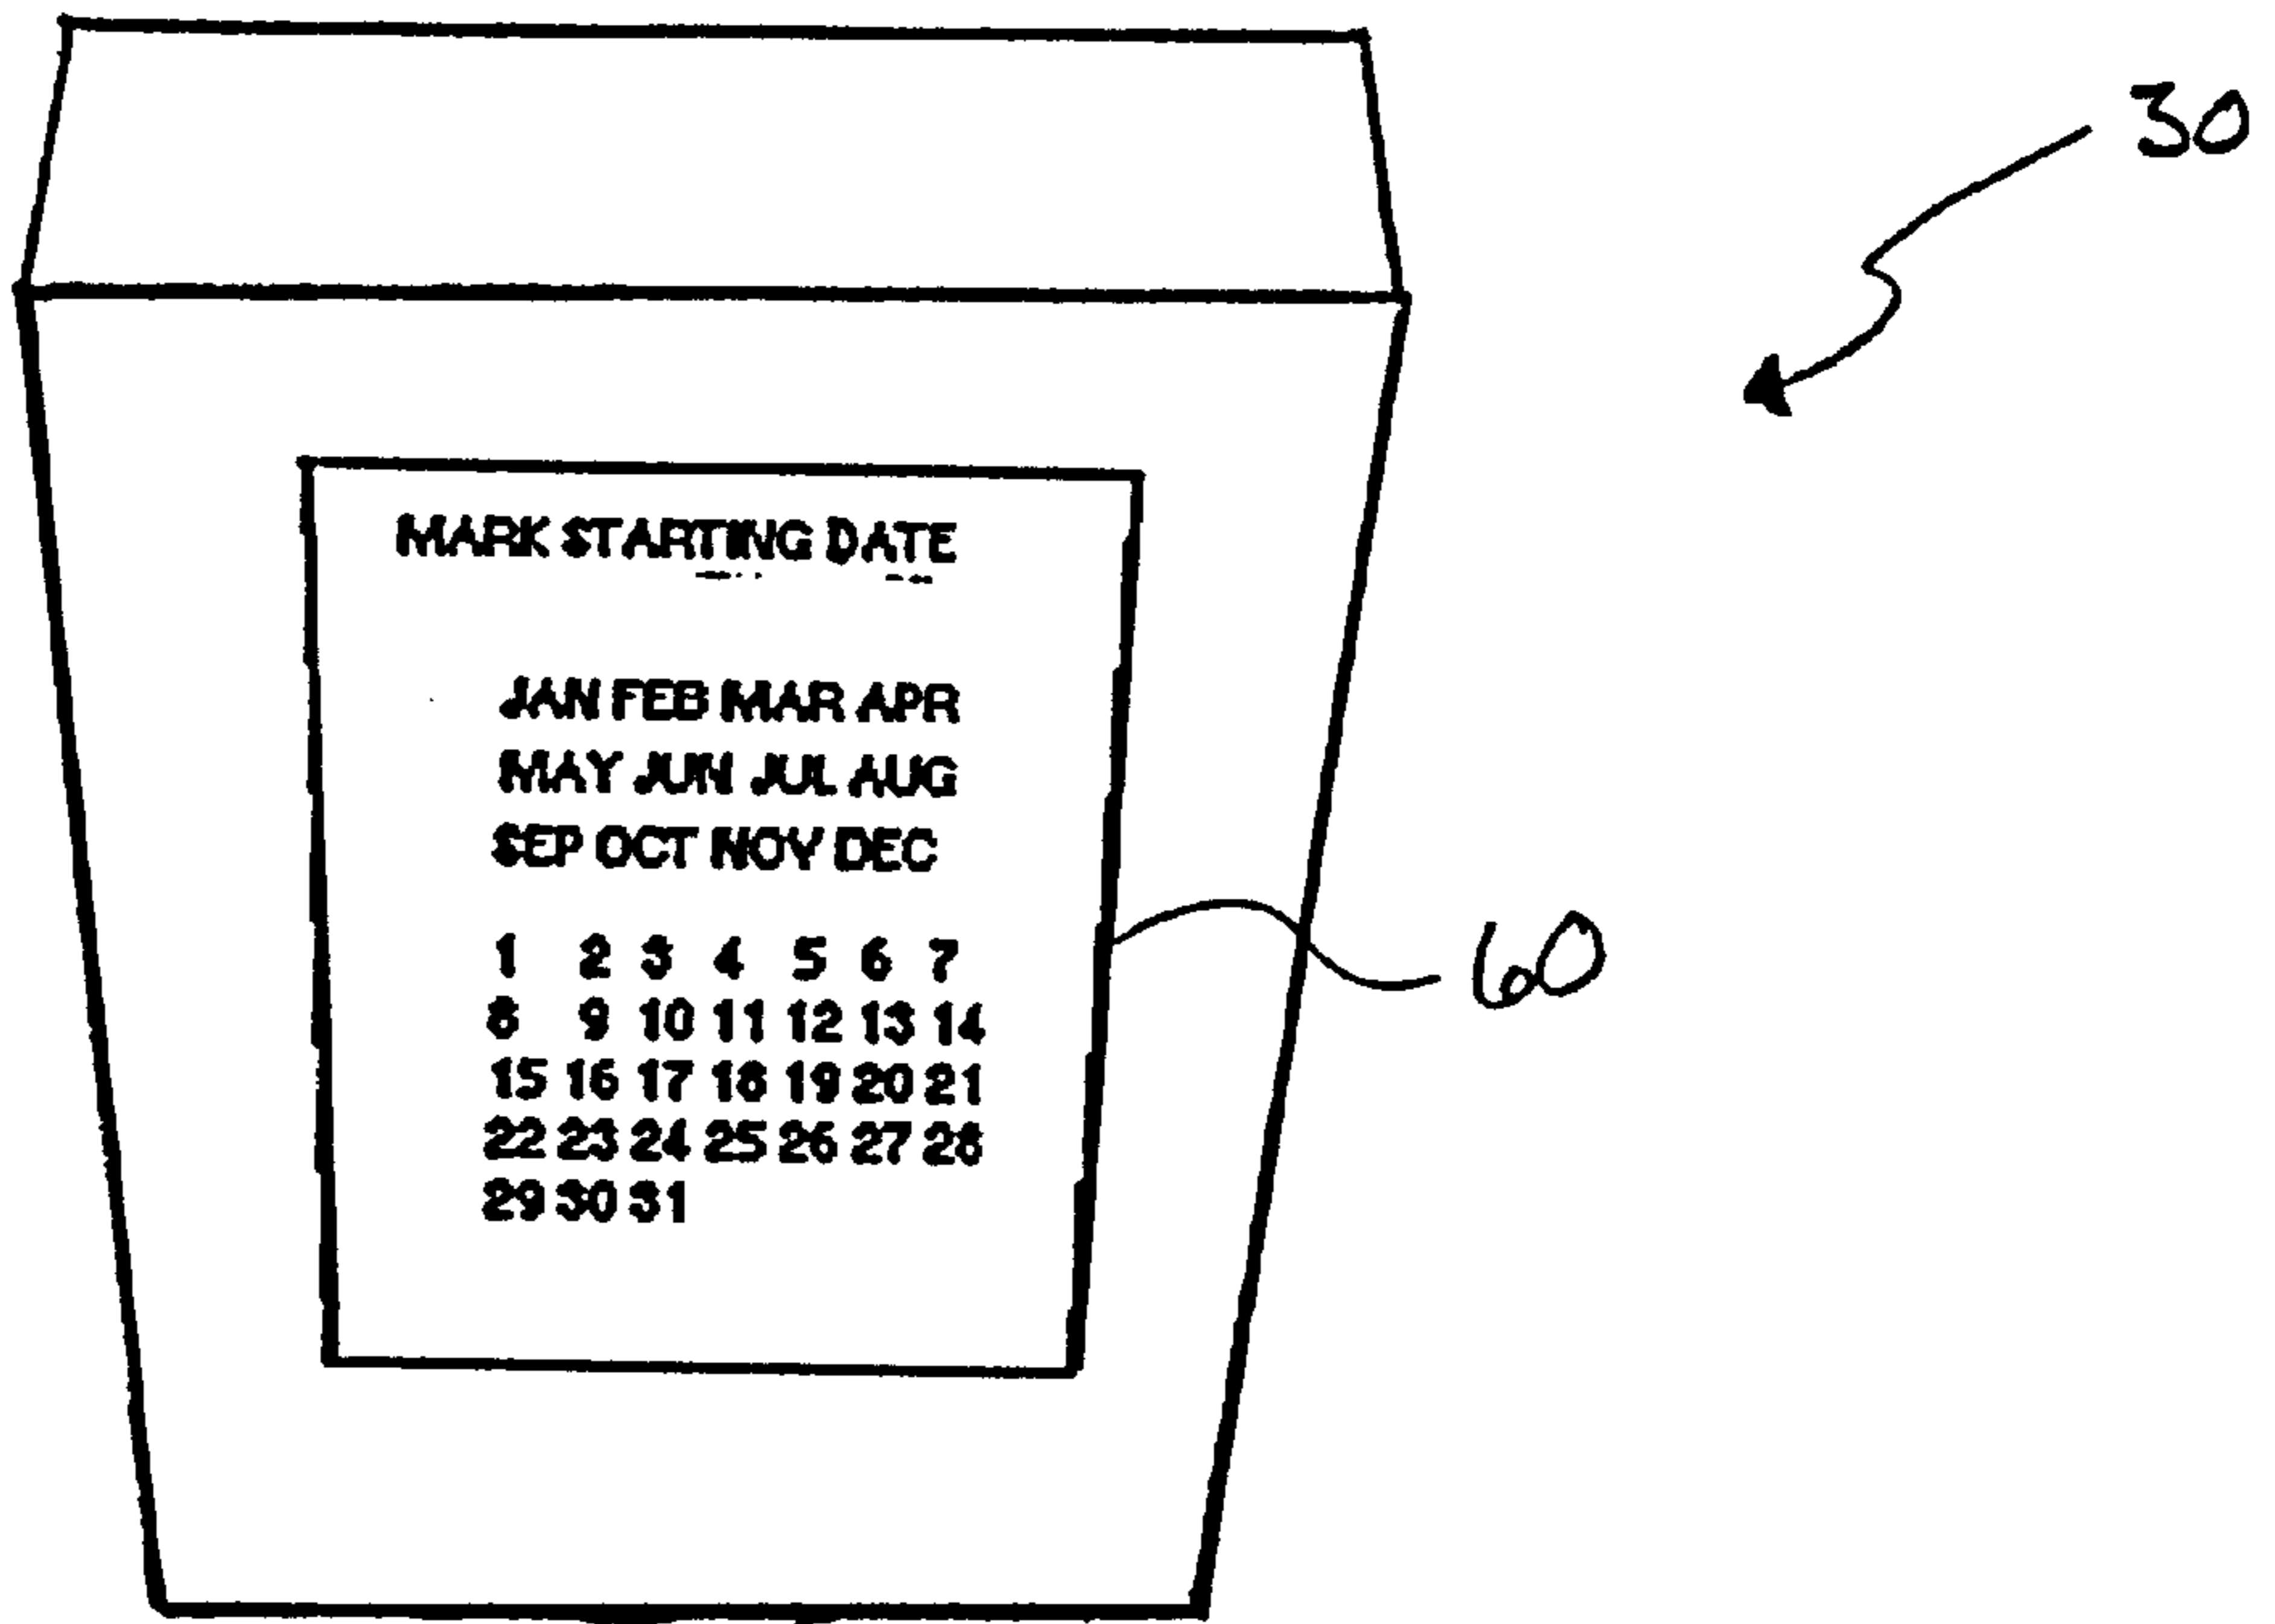 30
MARK STARTING DATE
JAN FEB MAR APR
MAY JUN JUL AUG
SEP OCT NOV DEC
1 2 3 4 5 6 7
8 9 10 11 12 13 14
15 16 17 18 19 20 21
22 23 24 25 26 27 28
29 30 31
60